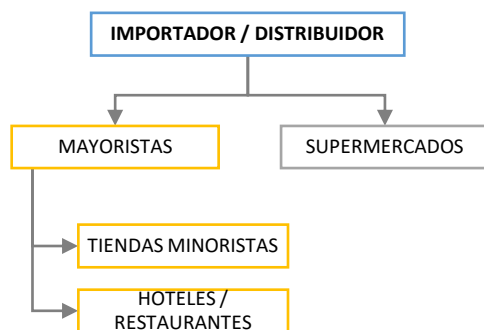 IMPORTADOR / DISTRIBUIDOR
MAYORISTAS
SUPERMERCADOS
TIENDAS MINORISTAS
HOTELES /
RESTAURANTES